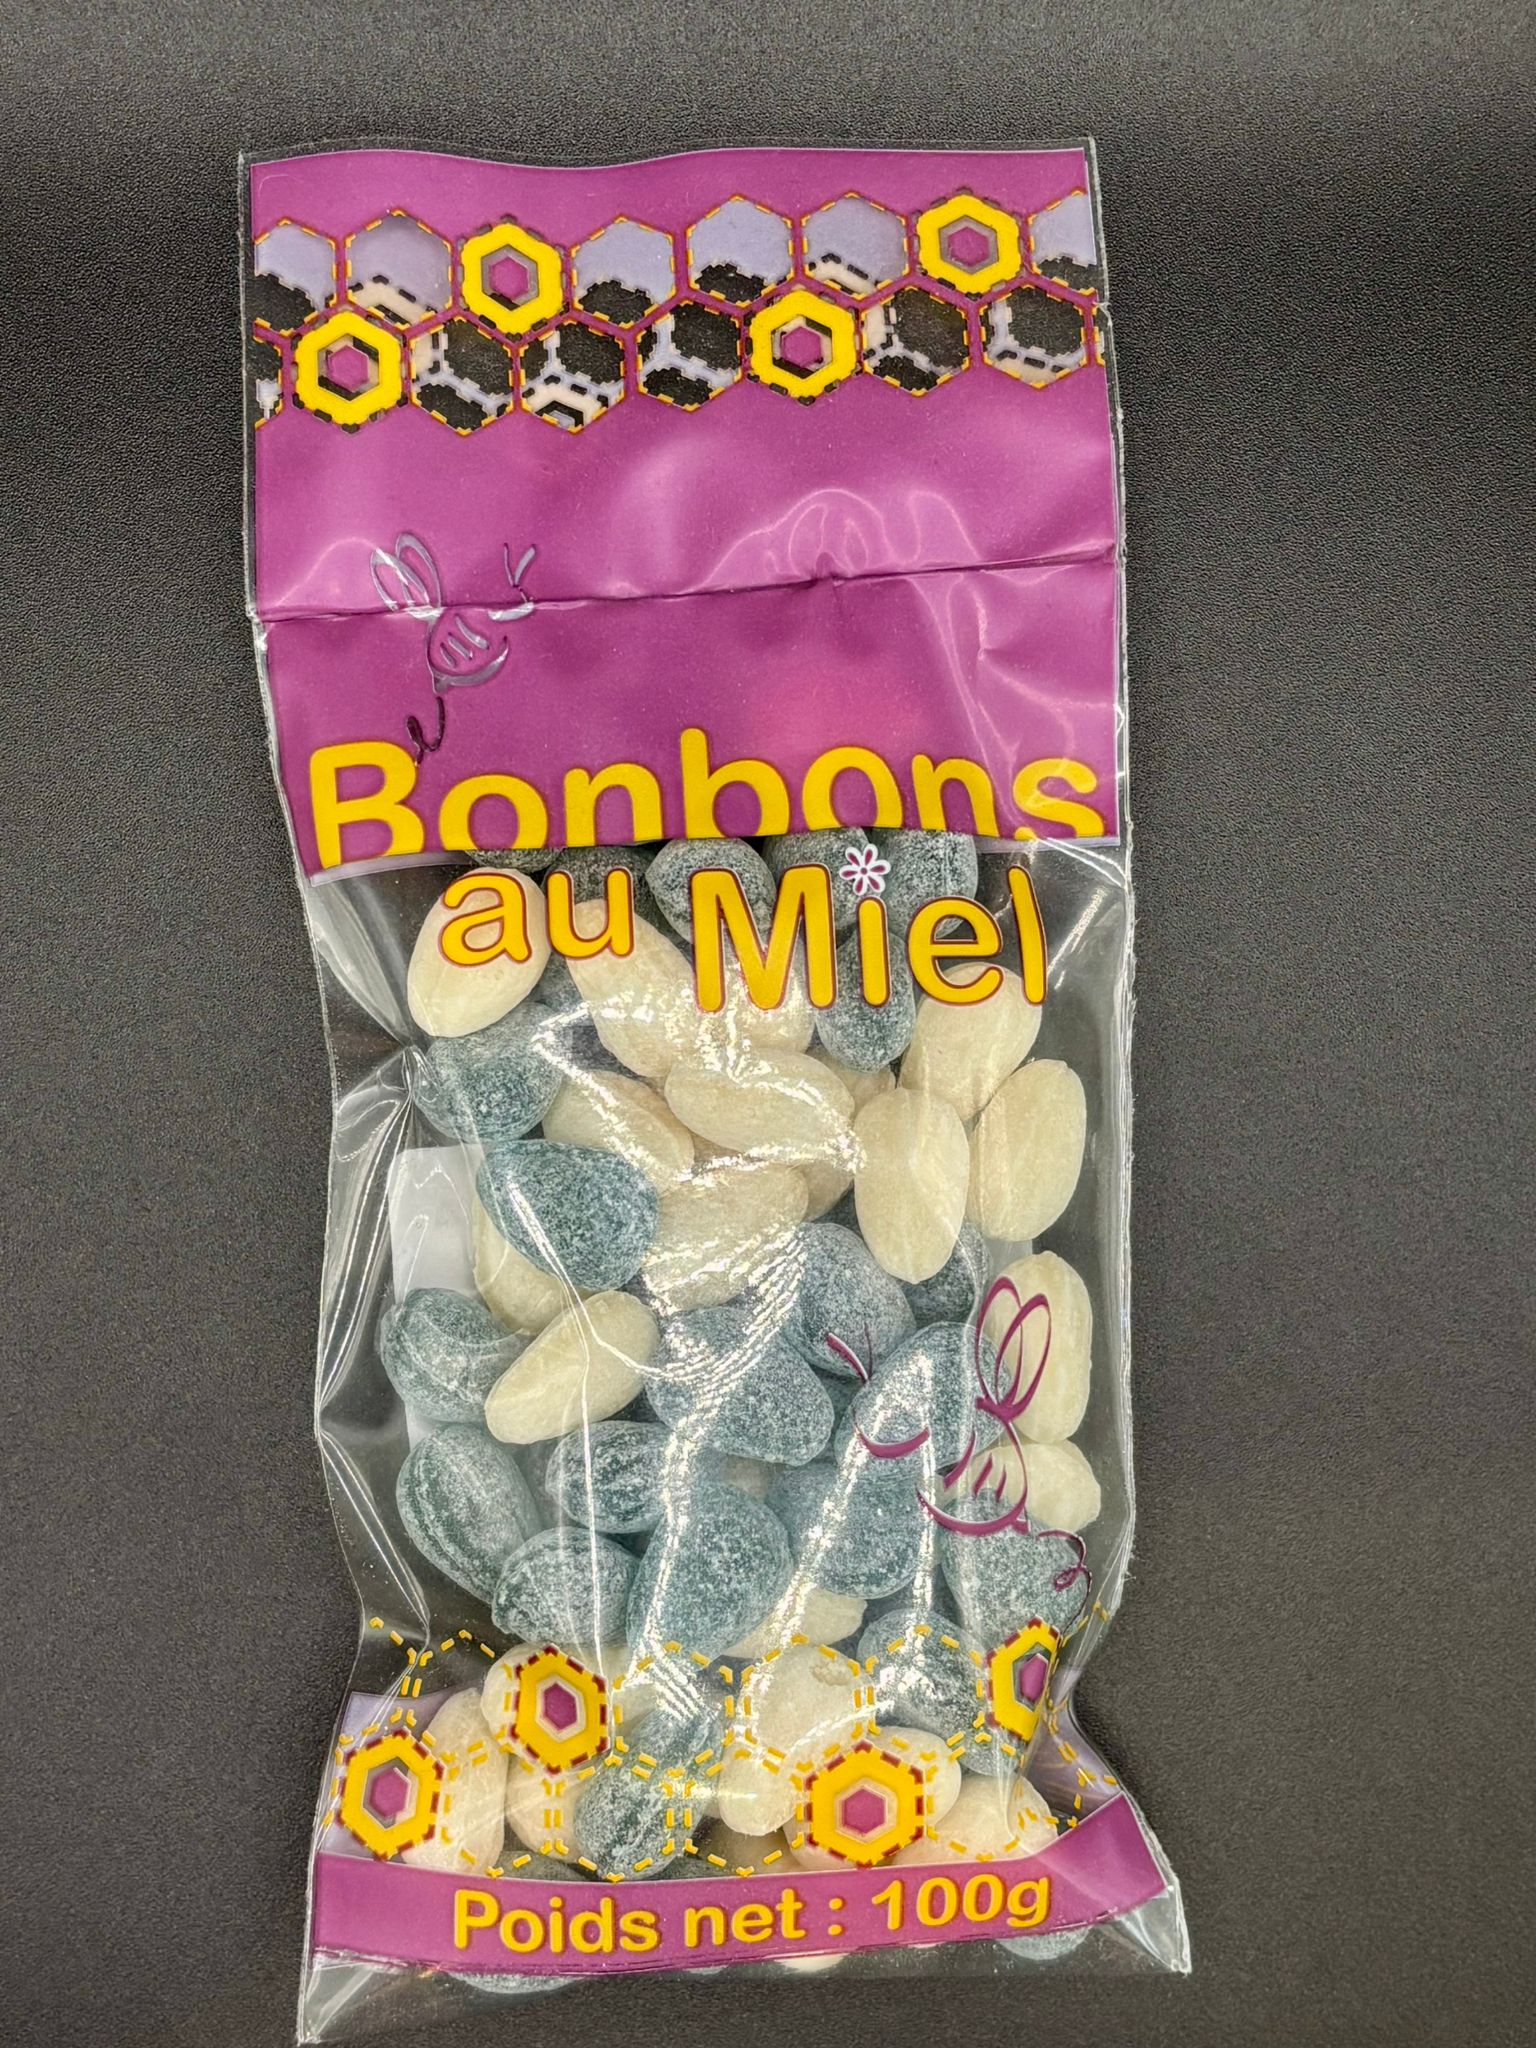 Bonbons
au Miel
Poids net : 100g